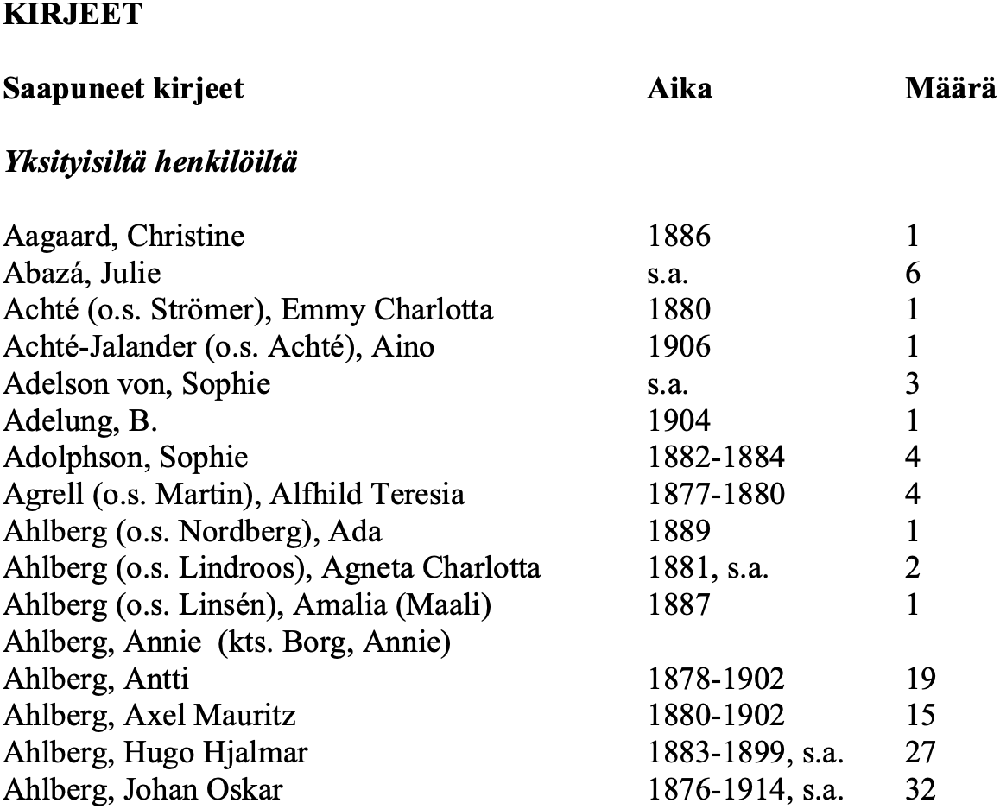 KIRJEET
Saapuneet kirjeet Aika Määrä
Yksityisiltä henkilöiltä
Aagaard, Christine 1886 1
Abazá, Julie s.a. 6
Achté (o.s. Strömer), Emmy Charlotta 1880 1
Achté-Jalander (o.s. Achté), Aino 1906 1
Adelson von, Sophie s.a. 3
Adelung, B. 1904 1
Adolphson, Sophie 1882-1884 4
Agrell (o.s. Martin), Alfhild Teresia 1877-1880 4
Ahlberg (o.s. Nordberg), Ada 1889 1
Ahlberg (o.s. Lindroos), Agneta Charlotta 1881, s.a. 2
Ahlberg (o.s. Linsén), Amalia (Maali) 1887 1
Ahlberg, Annie (kts. Borg, Annie)
Ahlberg, Antti 1878-1902 19
Ahlberg, Axel Mauritz 1880-1902 15
Ahlberg, Hugo Hjalmar 1883-1899, s.a. 27
Ahlberg, Johan Oskar 1876-1914, s.a. 32